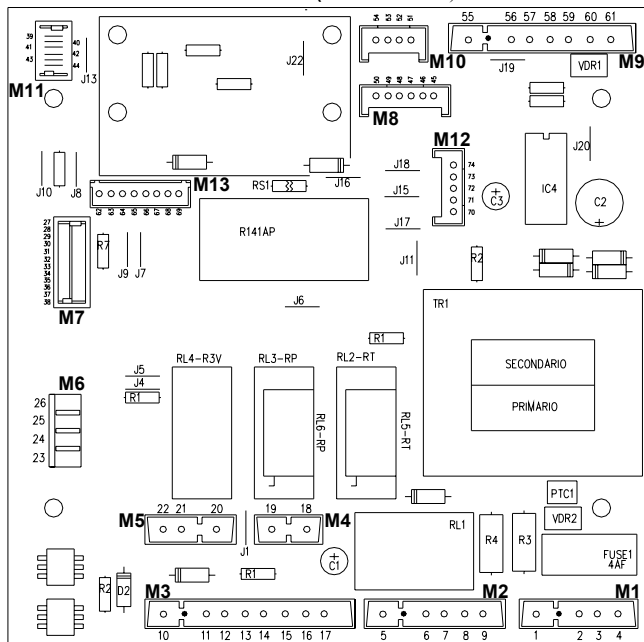 54 53 52 51
55 56 57 58 59 60 61
39 40
41 42
43 44
J13
M11
J22
M10
J19
VDR1
M9
50 49 48 47 46 45
M8
M12
J20
J10
J8
M13
RS1
J16
J18
J15
J17
J11
74
73
72
71
70
C3
IC4
C2
62 63 64 65 66 67 68 69
27
28
29
30
31
32
33
34
35
36
37
38
M7
R7
J9
J7
R141AP
R2
J6
TR1
R1
SECONDARIO
PRIMARIO
J5
J4
R1
RL4-R3V
RL3-RP
RL2-RT
RL6-RP
RL5-RT
M6
26
25
24
23
PTC1
VDR2
22 21 20
M5
J1
19 18
M4
C1
RL1
R4
R3
FUSE1
4AF
R2
D2
R1
M3
M2
M1
10 11 12 13 14 15 16 17
5 6 7 8 9
1 2 3 4